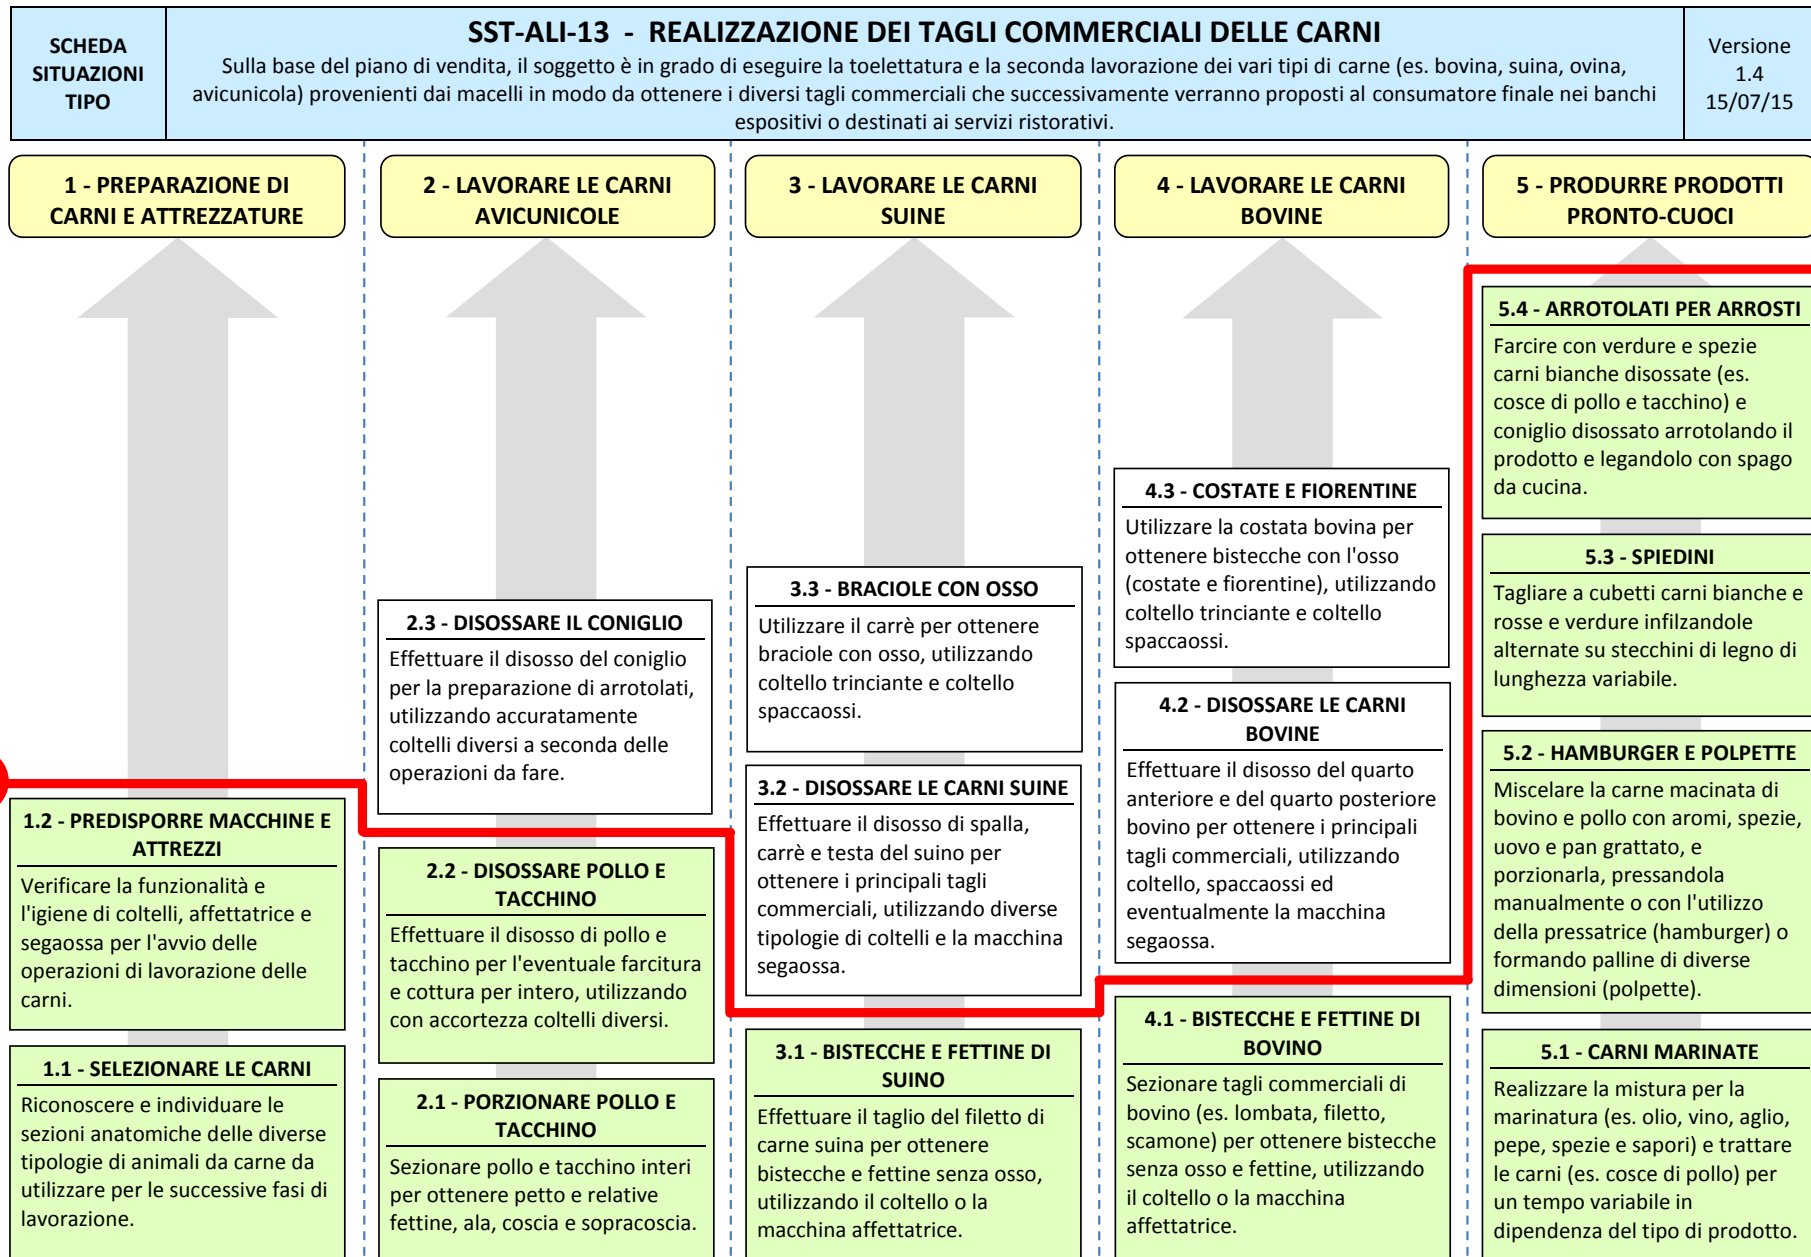 SCHEDA
SITUAZIONI
TIPO
SST-ALI-13 - REALIZZAZIONE DEI TAGLI COMMERCIALI DELLE CARNI
Sulla base del piano di vendita, il soggetto è in grado di eseguire la toelettatura e la seconda lavorazione dei vari tipi di carne (es. bovina, suina, ovina,
avicunicola) provenienti dai macelli in modo da ottenere i diversi tagli commerciali che successivamente verranno proposti al consumatore finale nei banchi
espositivi o destinati ai servizi ristorativi.
Versione
1.4
15/07/15
1 - PREPARAZIONE DI
CARNI E ATTREZZATURE
2 - LAVORARE LE CARNI
AVICUNICOLE
3 - LAVORARE LE CARNI
SUINE
4 - LAVORARE LE CARNI
BOVINE
5 - PRODURRE PRODOTTI
PRONTO-CUOCI
1.2 - PREDISPORRE MACCHINE E
ATTREZZI
Verificare la funzionalità e
l'igiene di coltelli, affettatrice e
segaossa per l'avvio delle
operazioni di lavorazione delle
carni.
1.1 - SELEZIONARE LE CARNI
Riconoscere e individuare le
sezioni anatomiche delle diverse
tipologie di animali da carne da
utilizzare per le successive fasi di
lavorazione.
2.3 - DISOSSARE IL CONIGLIO
Effettuare il disosso del coniglio
per la preparazione di arrotolati,
utilizzando accuratamente
coltelli diversi a seconda delle
operazioni da fare.
2.2 - DISOSSARE POLLO E
TACCHINO
Effettuare il disosso di pollo e
tacchino per l'eventuale farcitura
e cottura per intero, utilizzando
con accortezza coltelli diversi.
2.1 - PORZIONARE POLLO E
TACCHINO
Sezionare pollo e tacchino interi
per ottenere petto e relative
fettine, ala, coscia e sopracoscia.
3.3 - BRACIOLE CON OSSO
Utilizzare il carrè per ottenere
braciole con osso, utilizzando
coltello trinciante e coltello
spaccaossi.
3.2 - DISOSSARE LE CARNI SUINE
Effettuare il disosso di spalla,
carrè e testa del suino per
ottenere i principali tagli
commerciali, utilizzando diverse
tipologie di coltelli e la macchina
segaossa.
3.1 - BISTECCHE E FETTINE DI
SUINO
Effettuare il taglio del filetto di
carne suina per ottenere
bistecche e fettine senza osso,
utilizzando il coltello o la
macchina affettatrice.
4.3 - COSTATE E FIORENTINE
Utilizzare la costata bovina per
ottenere bistecche con l'osso
(costate e fiorentine), utilizzando
coltello trinciante e coltello
spaccaossi.
4.2 - DISOSSARE LE CARNI
BOVINE
Effettuare il disosso del quarto
anteriore e del quarto posteriore
bovino per ottenere i principali
tagli commerciali, utilizzando
coltello, spaccaossi ed
eventualmente la macchina
segaossa.
4.1 - BISTECCHE E FETTINE DI
BOVINO
Sezionare tagli commerciali di
bovino (es. lombata, filetto,
scamone) per ottenere bistecche
senza osso e fettine, utilizzando
il coltello o la macchina
affettatrice.
5.4 - ARROTOLATI PER ARROSTI
Farcire con verdure e spezie
carni bianche disossate (es.
cosce di pollo e tacchino) e
coniglio disossato arrotolando il
prodotto e legandolo con spago
da cucina.
5.3 - SPIEDINI
Tagliare a cubetti carni bianche e
rosse e verdure infilzandole
alternate su stecchini di legno di
lunghezza variabile.
5.2 - HAMBURGER E POLPETTE
Miscelare la carne macinata di
bovino e pollo con aromi, spezie,
uovo e pan grattato, e
porzionarla, pressandola
manualmente o con l'utilizzo
della pressatrice (hamburger) o
formando palline di diverse
dimensioni (polpette).
5.1 - CARNI MARINATE
Realizzare la mistura per la
marinatura (es. olio, vino, aglio,
pepe, spezie e sapori) e trattare
le carni (es. cosce di pollo) per
un tempo variabile in
dipendenza del tipo di prodotto.